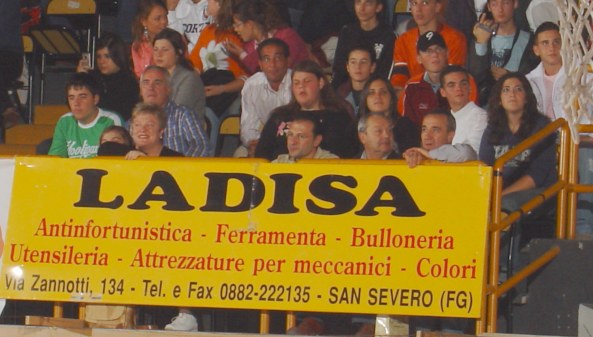 LADISA
Antinfortunistica - Ferramenta - Bulloneria
Utensileria - Attrezzature per meccanici - Colori
Via Zannotti, 134 - Tel. e Fax 0882-222135 - SAN SEVERO (FG)